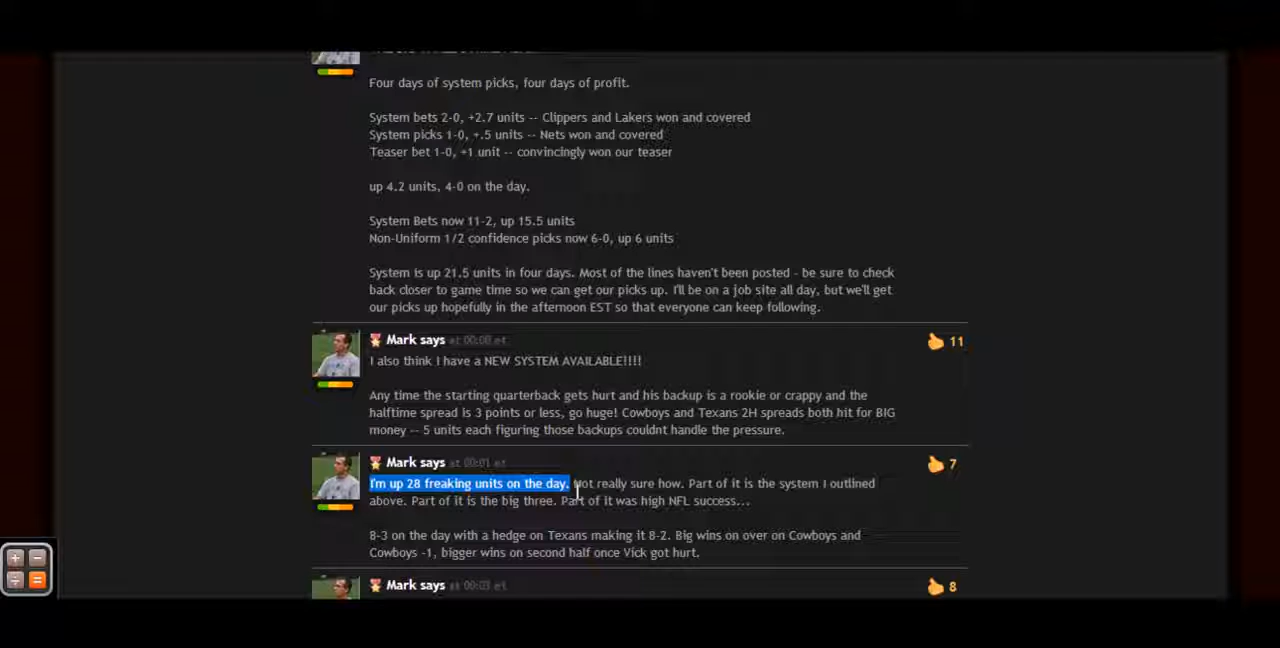 Four days of system picks, four days of profit.
System bets 2-0, +2.7 units -- Clippers and Lakers won and covered
System picks 1-0, +.5 units -- Nets won and covered
Teaser bet 1-0, +1 unit -- convincingly won our teaser
up 4.2 units, 4-0 on the day.
System Bets now 11-2, up 15.5 units
Non-Uniform 1/2 confidence picks now 6-0, up 6 units
System is up 21.5 units in four days. Most of the lines haven't been posted - be sure to check
back closer to game time so we can get our picks up. I'll be on a job site all day, but we'll get
our picks up hopefully in the afternoon EST so that everyone can keep following.
Mark says at 00:00 et 11
I also think I have a NEW SYSTEM AVAILABLE!!!!
Any time the starting quarterback gets hurt and his backup is a rookie or crappy and the
halftime spread is 3 points or less, go huge! Cowboys and Texans 2H spreads both hit for BIG
money -- 5 units each figuring those backups couldnt handle the pressure.
Mark says at 00:01 et 7
I'm up 28 freaking units on the day. Not really sure how. Part of it is the system I outlined
above. Part of it is the big three. Part of it was high NFL success...
8-3 on the day with a hedge on Texans making it 8-2. Big wins on over on Cowboys and
Cowboys -1, bigger wins on second half once Vick got hurt.
Mark says at 00:03 et 8